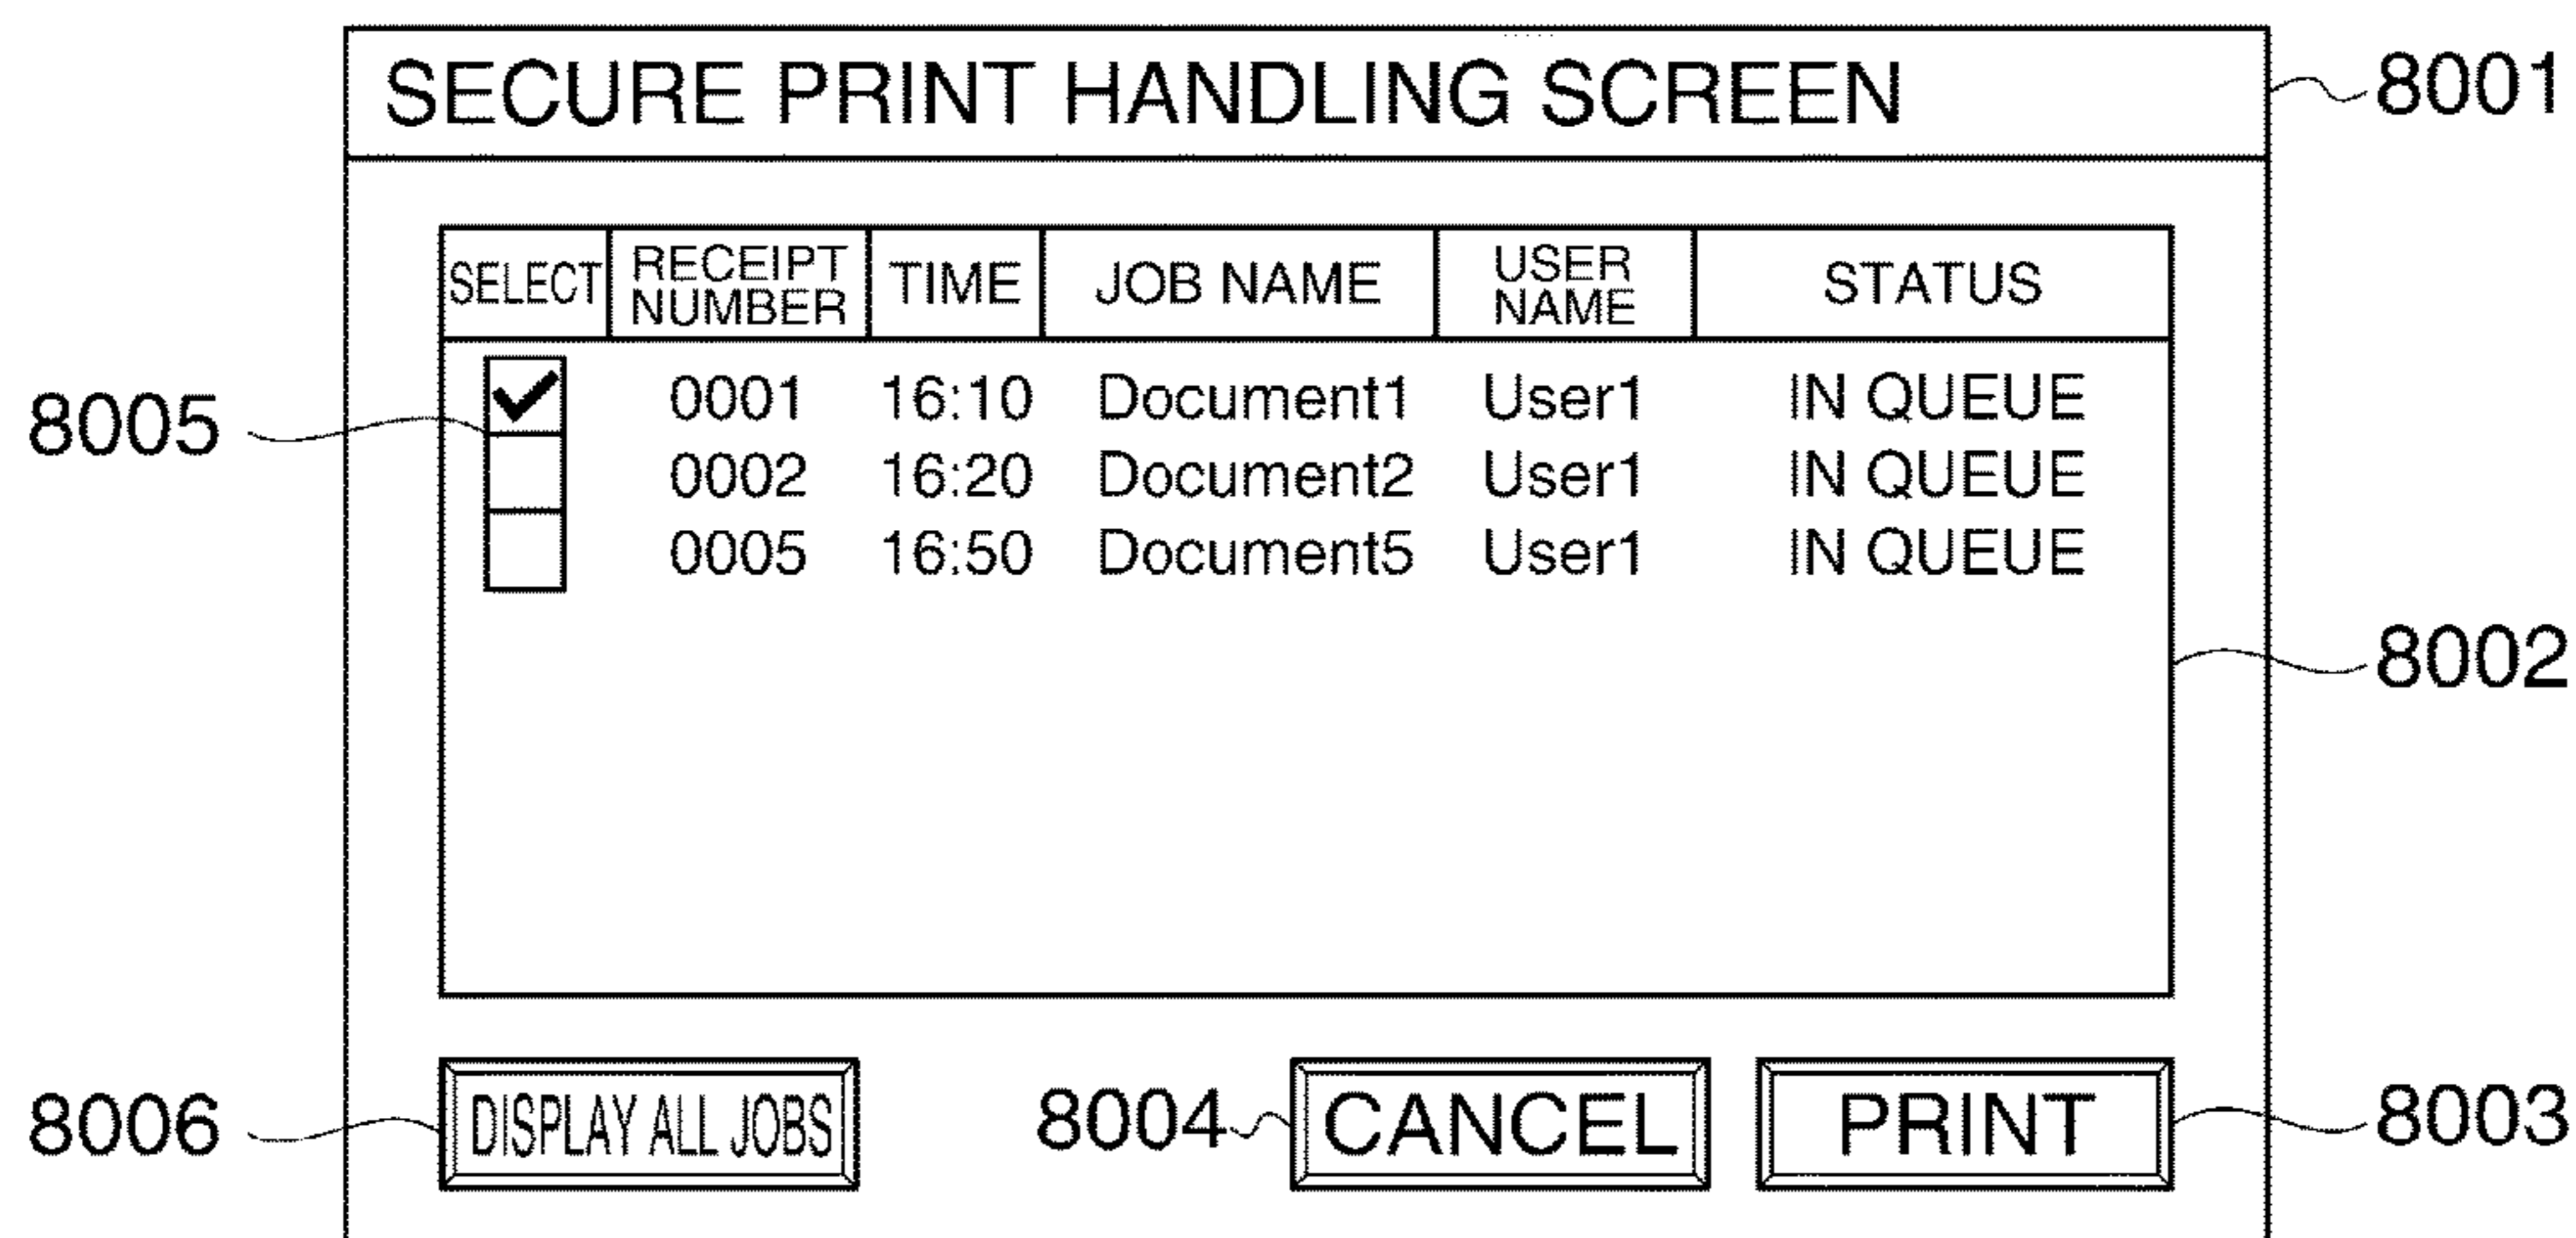 SECURE PRINT HANDLING SCREEN 8001
SELECT RECEIPT NUMBER TIME JOB NAME USER NAME STATUS
8005 0001 16:10 Document1 User1 IN QUEUE
0002 16:20 Document2 User1 IN QUEUE
0005 16:50 Document5 User1 IN QUEUE
8002
8006 DISPLAY ALL JOBS 8004 CANCEL PRINT 8003